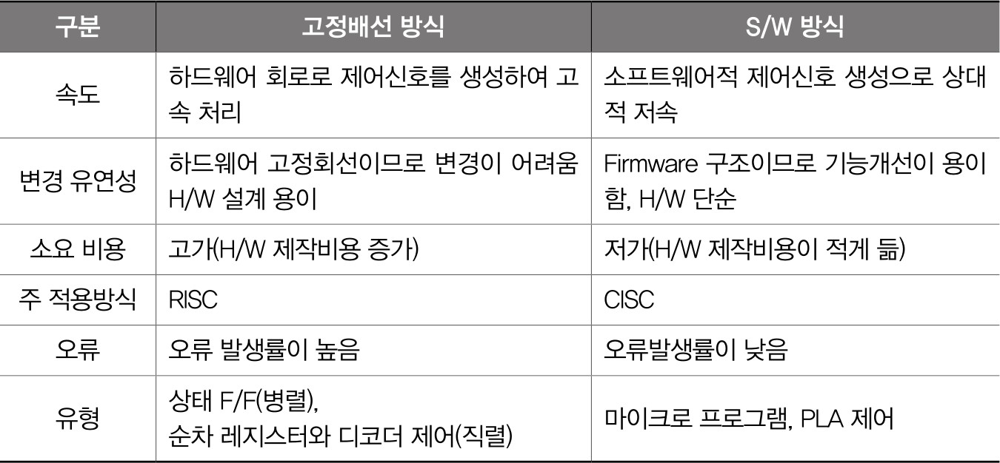 구분 고정배선 방식 S/W 방식
속도 하드웨어 회로로 제어신호를 생성하여 고
속 처리 소프트웨어적 제어신호 생성으로 상대
적 저속
변경 유연성 하드웨어 고정회선이므로 변경이 어려움
H/W 설계 용이 Firmware 구조이므로 기능개선이 용이
함, H/W 단순
소요 비용 고가(H/W 제작비용 증가) 저가(H/W 제작비용이 적게 듦)
주 적용방식 RISC CISC
오류 오류 발생률이 높음 오류발생률이 낮음
유형 상태 F/F(병렬),
순차 레지스터와 디코더 제어(직렬) 마이크로 프로그램, PLA 제어